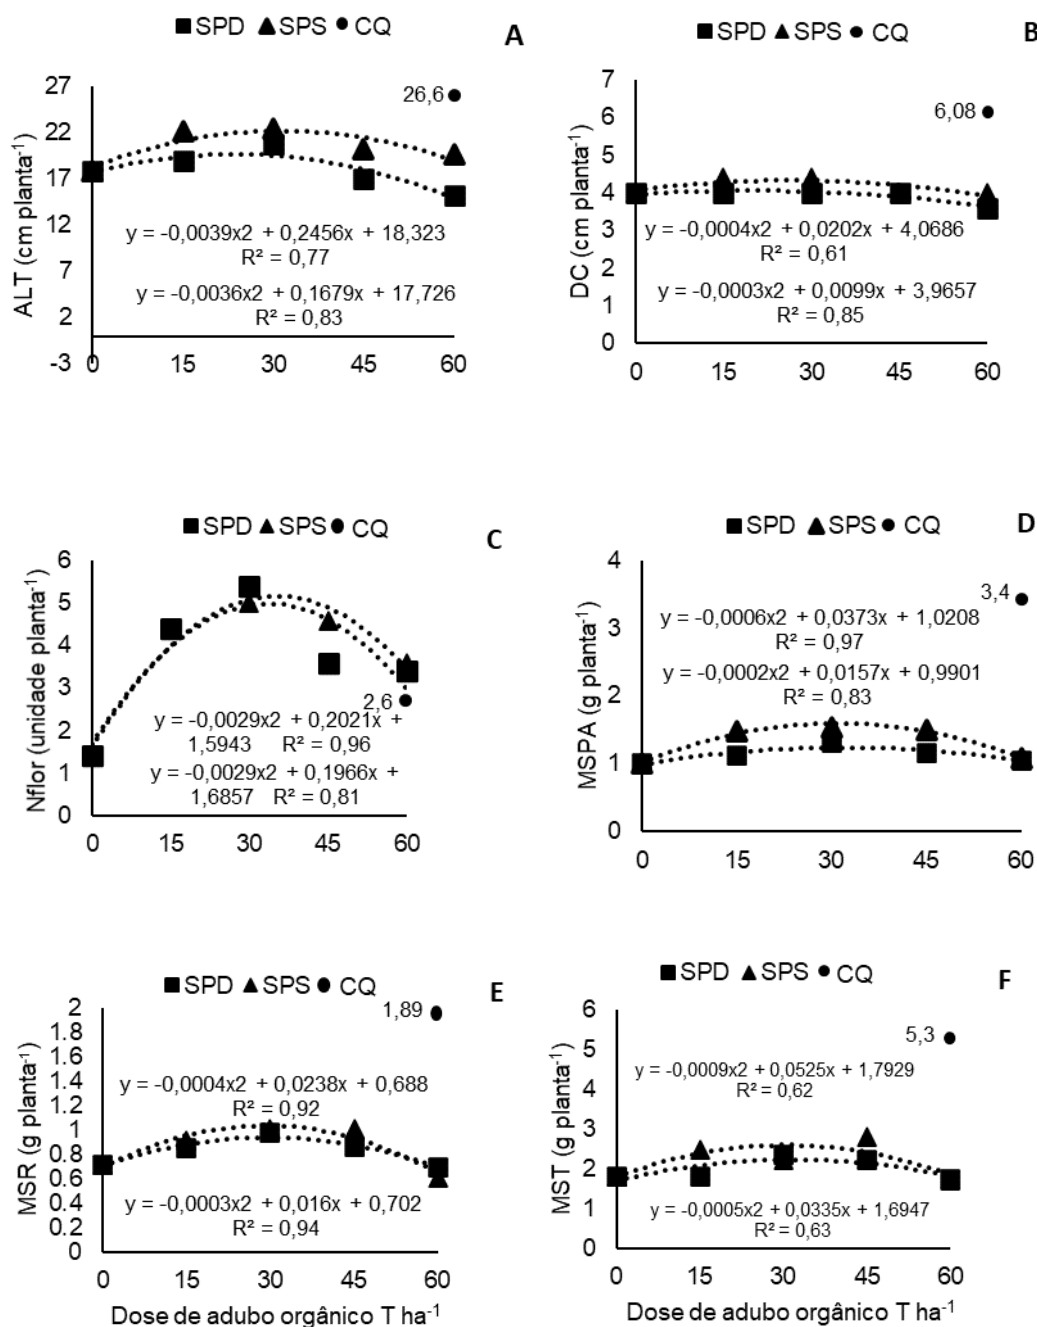 SPD SPS CQ
A
27
22
17
12
7
2
-3
ALT (cm planta⁻¹)
26,6
y = -0,0039x2 + 0,2456x + 18,323
R² = 0,77
y = -0,0036x2 + 0,1679x + 17,726
R² = 0,83
0 15 30 45 60
SPD SPS CQ
B
7
6
5
4
3
2
1
0
DC (cm planta⁻¹)
6,08
y = -0,0004x2 + 0,0202x + 4,0686
R² = 0,61
y = -0,0003x2 + 0,0099x + 3,9657
R² = 0,85
0 15 30 45 60
SPD SPS CQ
C
6
5
4
3
2
1
0
Nflor (unidade planta⁻¹)
2,6
y = -0,0029x2 + 0,2021x +
1,5943 R² = 0,96
y = -0,0029x2 + 0,1966x +
1,6857 R² = 0,81
0 15 30 45 60
SPD SPS CQ
D
4
3
2
1
0
MSPA (g planta⁻¹)
3,4
y = -0,0006x2 + 0,0373x + 1,0208
R² = 0,97
y = -0,0002x2 + 0,0157x + 0,9901
R² = 0,83
0 15 30 45 60
SPD SPS CQ
E
2
1.8
1.6
1.4
1.2
1
0.8
0.6
0.4
0.2
0
MSR (g planta⁻¹)
1,89
y = -0,0004x2 + 0,0238x + 0,688
R² = 0,92
y = -0,0003x2 + 0,016x + 0,702
R² = 0,94
0 15 30 45 60
Dose de adubo orgânico T ha⁻¹
SPD SPS CQ
F
6
5
4
3
2
1
0
MST (g planta⁻¹)
5,3
y = -0,0009x2 + 0,0525x + 1,7929
R² = 0,62
y = -0,0005x2 + 0,0335x + 1,6947
R² = 0,63
0 15 30 45 60
Dose de adubo orgânico T ha⁻¹